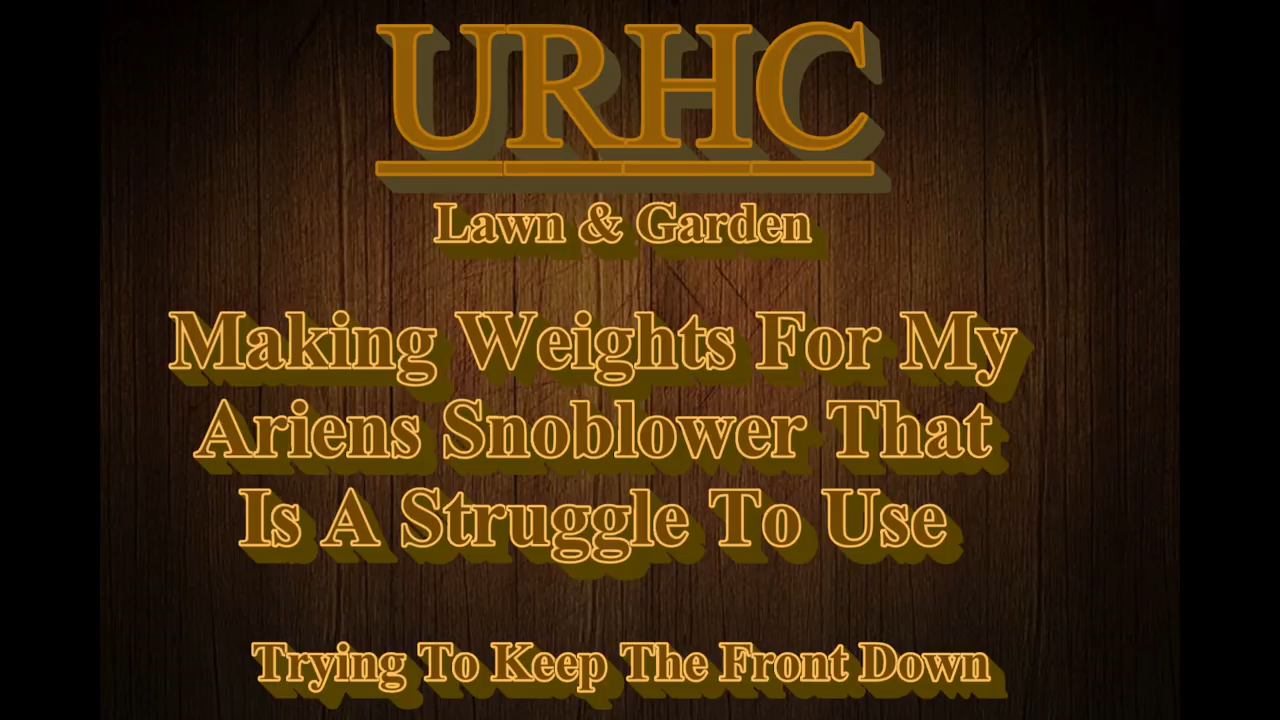 URHC
Lawn & Garden
Making Weights For My
Ariens Snoblower That
Is A Struggle To Use
Trying To Keep The Front Down